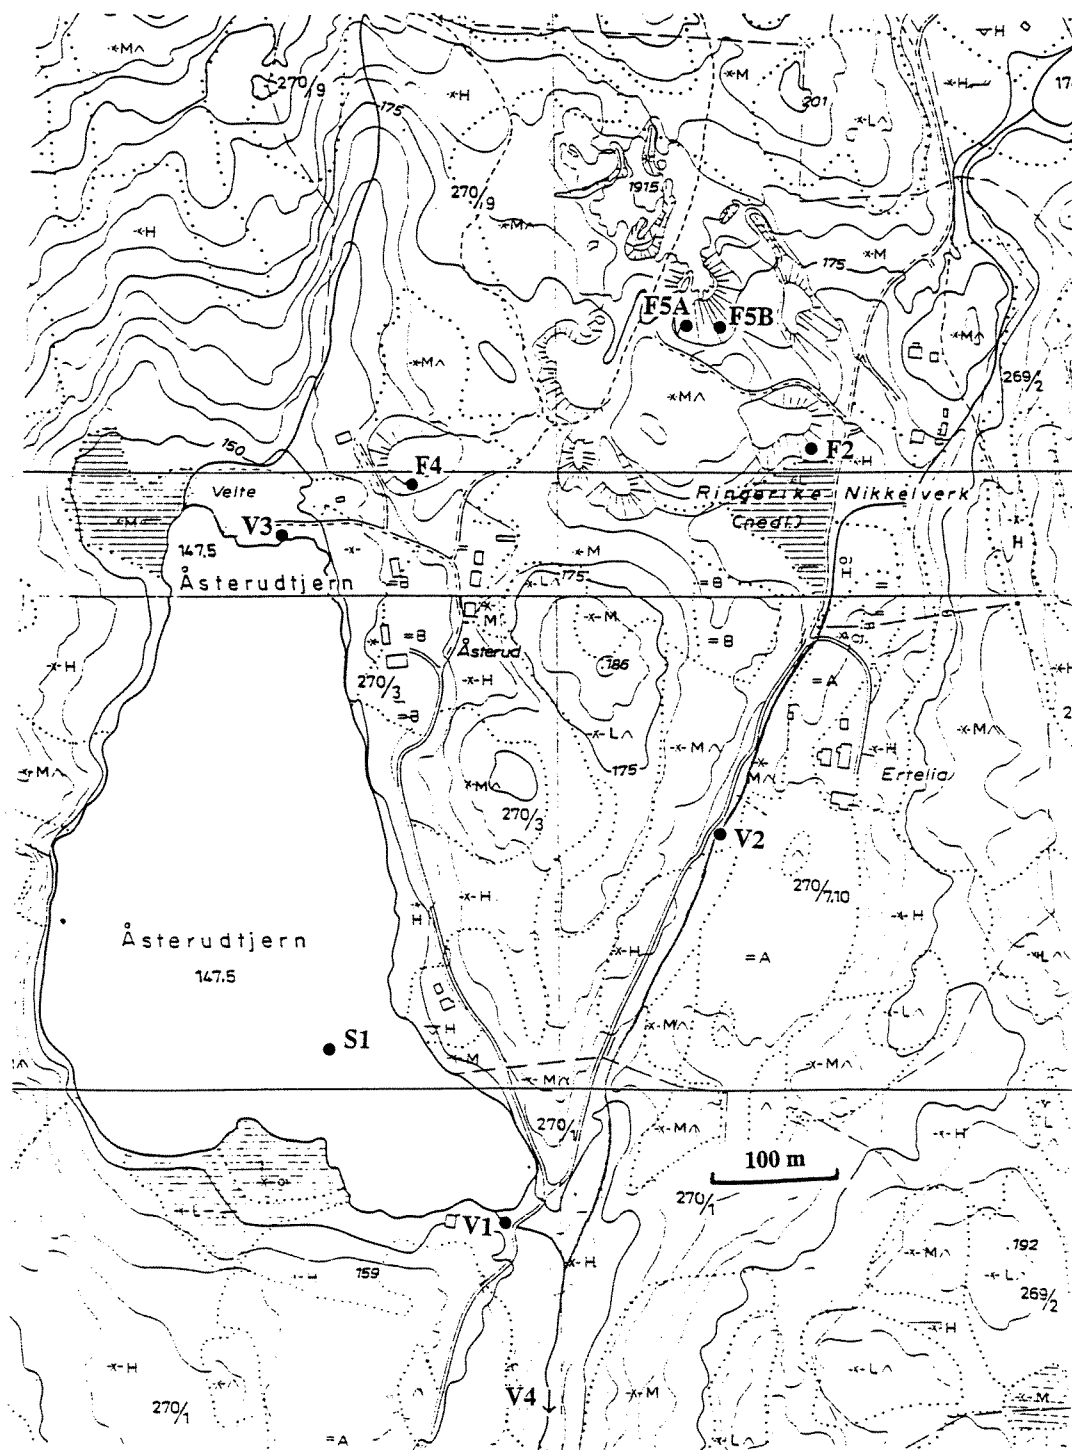 -x-M^
H
270/9
-x-H
175
-x-M
201
-x-L^
17
-x-H
-x-H
270/9
1915
-x-M^
175
-x-M
F5A
F5B
-x-M^
-x-M^
269/2
-x-M^
150
F4
F2
-x-H
Velte
Ringerike Nikkelverk
(nedl.)
V3
147.5
Åsterudtjern
-x-M
-x-H
-x-L^
175
=B
=B
-x-M
-x-M
-x-H
=B
=B
Åsterud
186
=A
270/3
-x-H
=B
-x-M^
-x-L^
-x-M^
-x-M^
-x-H
-x-M^
175
Ertelia
-x-M^
270/3
V2
270/7,10
-x-H
-x-H
-x-H
Åsterudtjern
-x-H
=A
147.5
-x-L^
S1
-x-H
-x-M^
-x-L^
-x-M
-x-M^
-x-M^
270/1
-x-M^
-x-H
100 m
270/1
V1
159
-x-H
-x-M^
192
-x-L^
269/2
-x-H
-x-H
-x-^
-x-L^
V4
-x-M
-x-M
270/1
=A
-x-L^